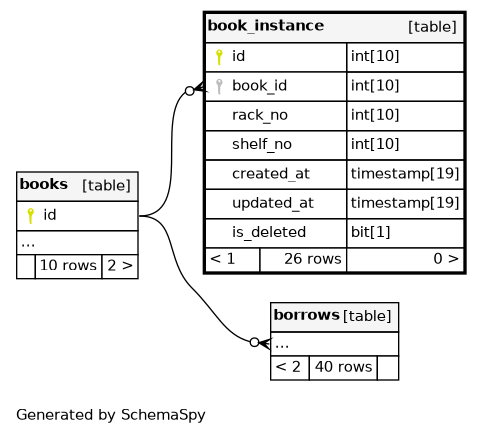 book_instance [table]
id int[10]
book_id int[10]
rack_no int[10]
shelf_no int[10]
created_at timestamp[19]
updated_at timestamp[19]
is_deleted bit[1]
< 1 26 rows 0 >
books [table]
id
...
10 rows 2 >
borrows [table]
...
< 2 40 rows
Generated by SchemaSpy